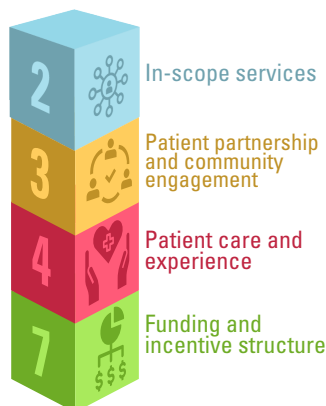 2
In-scope services
3
Patient partnership
and community
engagement
4
Patient care and
experience
7
Funding and
incentive structure
$$$